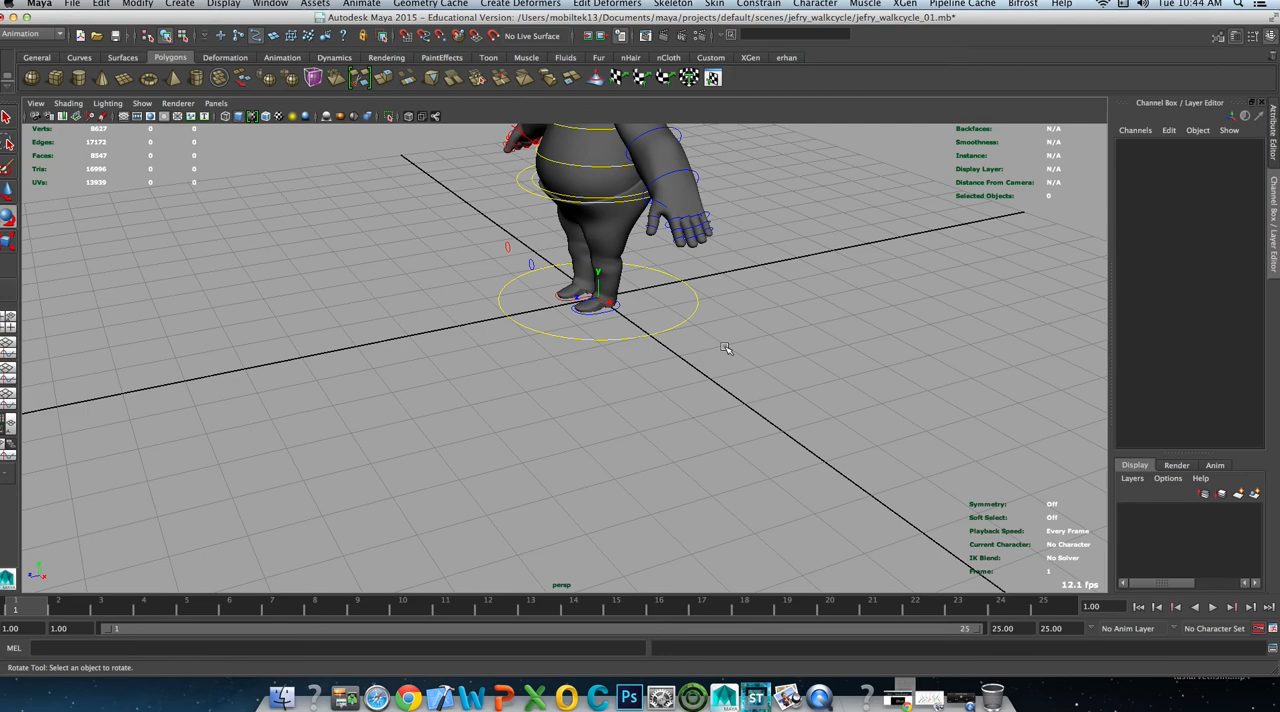 Maya File Edit Modify Create Display Window Assets Animate Geometry Cache Create Deformers Edit Deformers Skeleton Skin Constrain Character Muscle XGen Pipeline Cache Bifrost Help Tue 10:44 AM
Autodesk Maya 2015 - Educational Version: /Users/mobiltek13/Documents/maya/projects/default/scenes/jefry_walkcycle/jefry_walkcycle_01.mb*
Animation No Live Surface
General Curves Surfaces Polygons Deformation Animation Dynamics Rendering PaintEffects Toon Muscle Fluids Fur nHair nCloth Custom XGen erhan
View Shading Lighting Show Renderer Panels
Channel Box / Layer Editor
Channels Edit Object Show
Verts: 8627 0 0
Edges: 17172 0 0
Faces: 8547 0 0
Tris: 16996 0 0
UVs: 13939 0 0
Backfaces: N/A
Smoothness: N/A
Instance: N/A
Display Layer: N/A
Distance From Camera: N/A
Selected Objects: 0
Attribute Editor
Channel Box / Layer Editor
y
Display Render Anim
Layers Options Help
Symmetry: Off
Soft Select: Off
Playback Speed: Every Frame
Current Character: No Character
IK Blend: No Solver
Frame: 1
12.1 fps
persp
1 2 3 4 5 6 7 8 9 10 11 12 13 14 15 16 17 18 19 20 21 22 23 24 25 1.00
1
1.00 1.00 1 25 25.00 25.00 No Anim Layer No Character Set
MEL
Rotate Tool: Select an object to rotate.